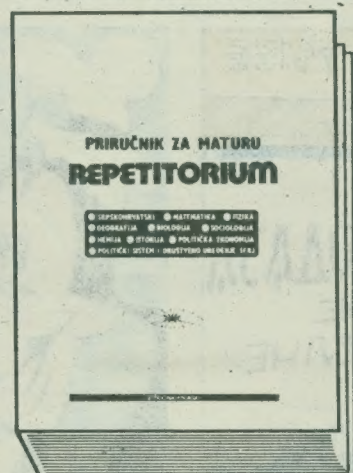 PRIRUČNIK ZA MATURU
REPETITORIUM
SRPSKOHRVATSKI MATEMATIKA FIZIKA
GEOGRAFIJA BIOLOGIJA SOCIOLOGIJA
HEMIJA ISTORIJA POLITIČKA EKONOMIJA
POLITIČKI SISTEM I DRUŠTVENO UREĐENJE SFRJ